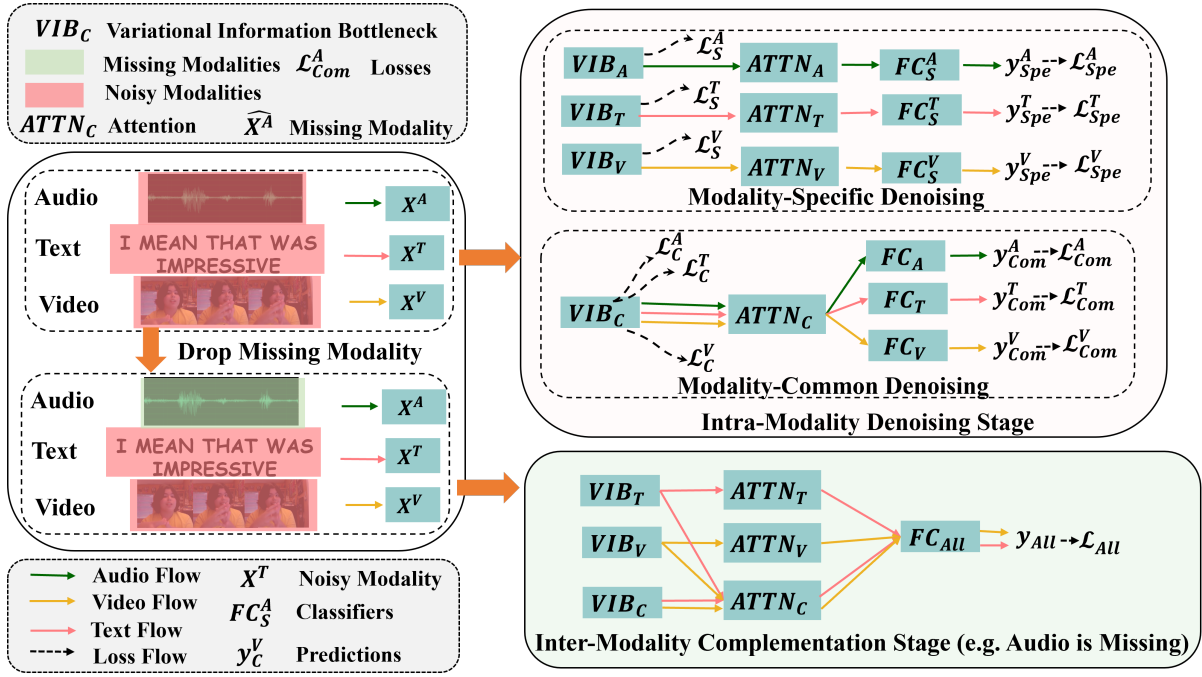 VIB_C Variational Information Bottleneck
Missing Modalities ℒ^A_Com Losses
Noisy Modalities
ATTN_C Attention \widehat{X^A} Missing Modality
Audio X^A
Text I MEAN THAT WAS IMPRESSIVE X^T
Video X^V
Drop Missing Modality
Audio X^A
Text I MEAN THAT WAS IMPRESSIVE X^T
Video X^V
Audio Flow X^T Noisy Modality
Video Flow FC^A_S Classifiers
Text Flow
Loss Flow y^V_C Predictions
ℒ^A_S
VIB_A ATTN_A FC^A_S y^A_Spe ℒ^A_Spe
ℒ^T_S
VIB_T ATTN_T FC^T_S y^T_Spe ℒ^T_Spe
ℒ^V_S
VIB_V ATTN_V FC^V_S y^V_Spe ℒ^V_Spe
Modality-Specific Denoising
ℒ^A_C
ℒ^T_C
FC_A y^A_Com ℒ^A_Com
VIB_C ATTN_C FC_T y^T_Com ℒ^T_Com
ℒ^V_C
FC_V y^V_Com ℒ^V_Com
Modality-Common Denoising
Intra-Modality Denoising Stage
VIB_T ATTN_T
VIB_V ATTN_V FC_All y_All ℒ_All
VIB_C ATTN_C
Inter-Modality Complementation Stage (e.g. Audio is Missing)